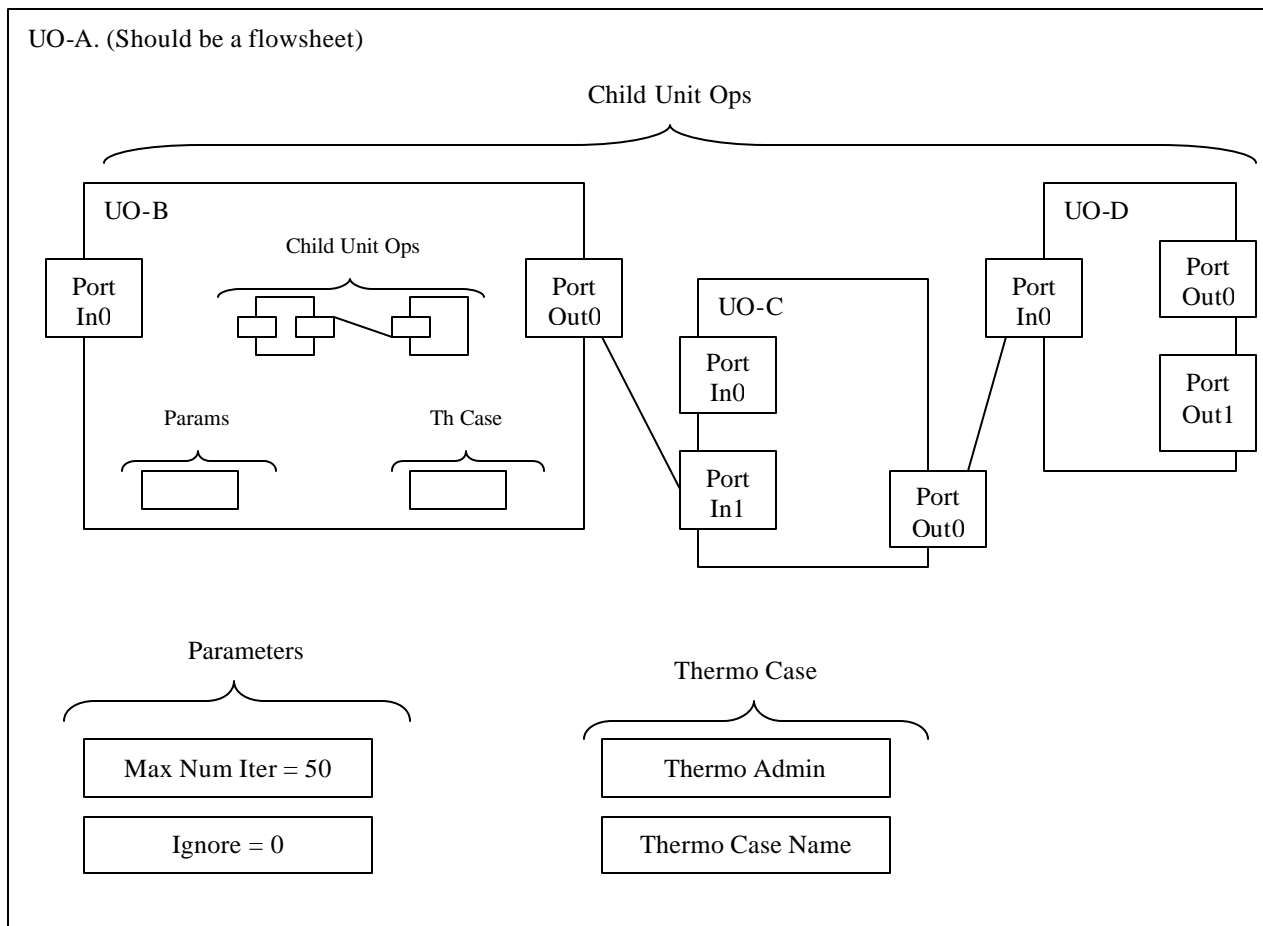 UO-A. (Should be a flowsheet)
Child Unit Ops
UO-B
Child Unit Ops
Port
In0
Port
Out0
Params
Th Case
UO-C
Port
In0
Port
In1
Port
Out0
UO-D
Port
In0
Port
Out0
Port
Out1
Parameters
Max Num Iter = 50
Ignore = 0
Thermo Case
Thermo Admin
Thermo Case Name